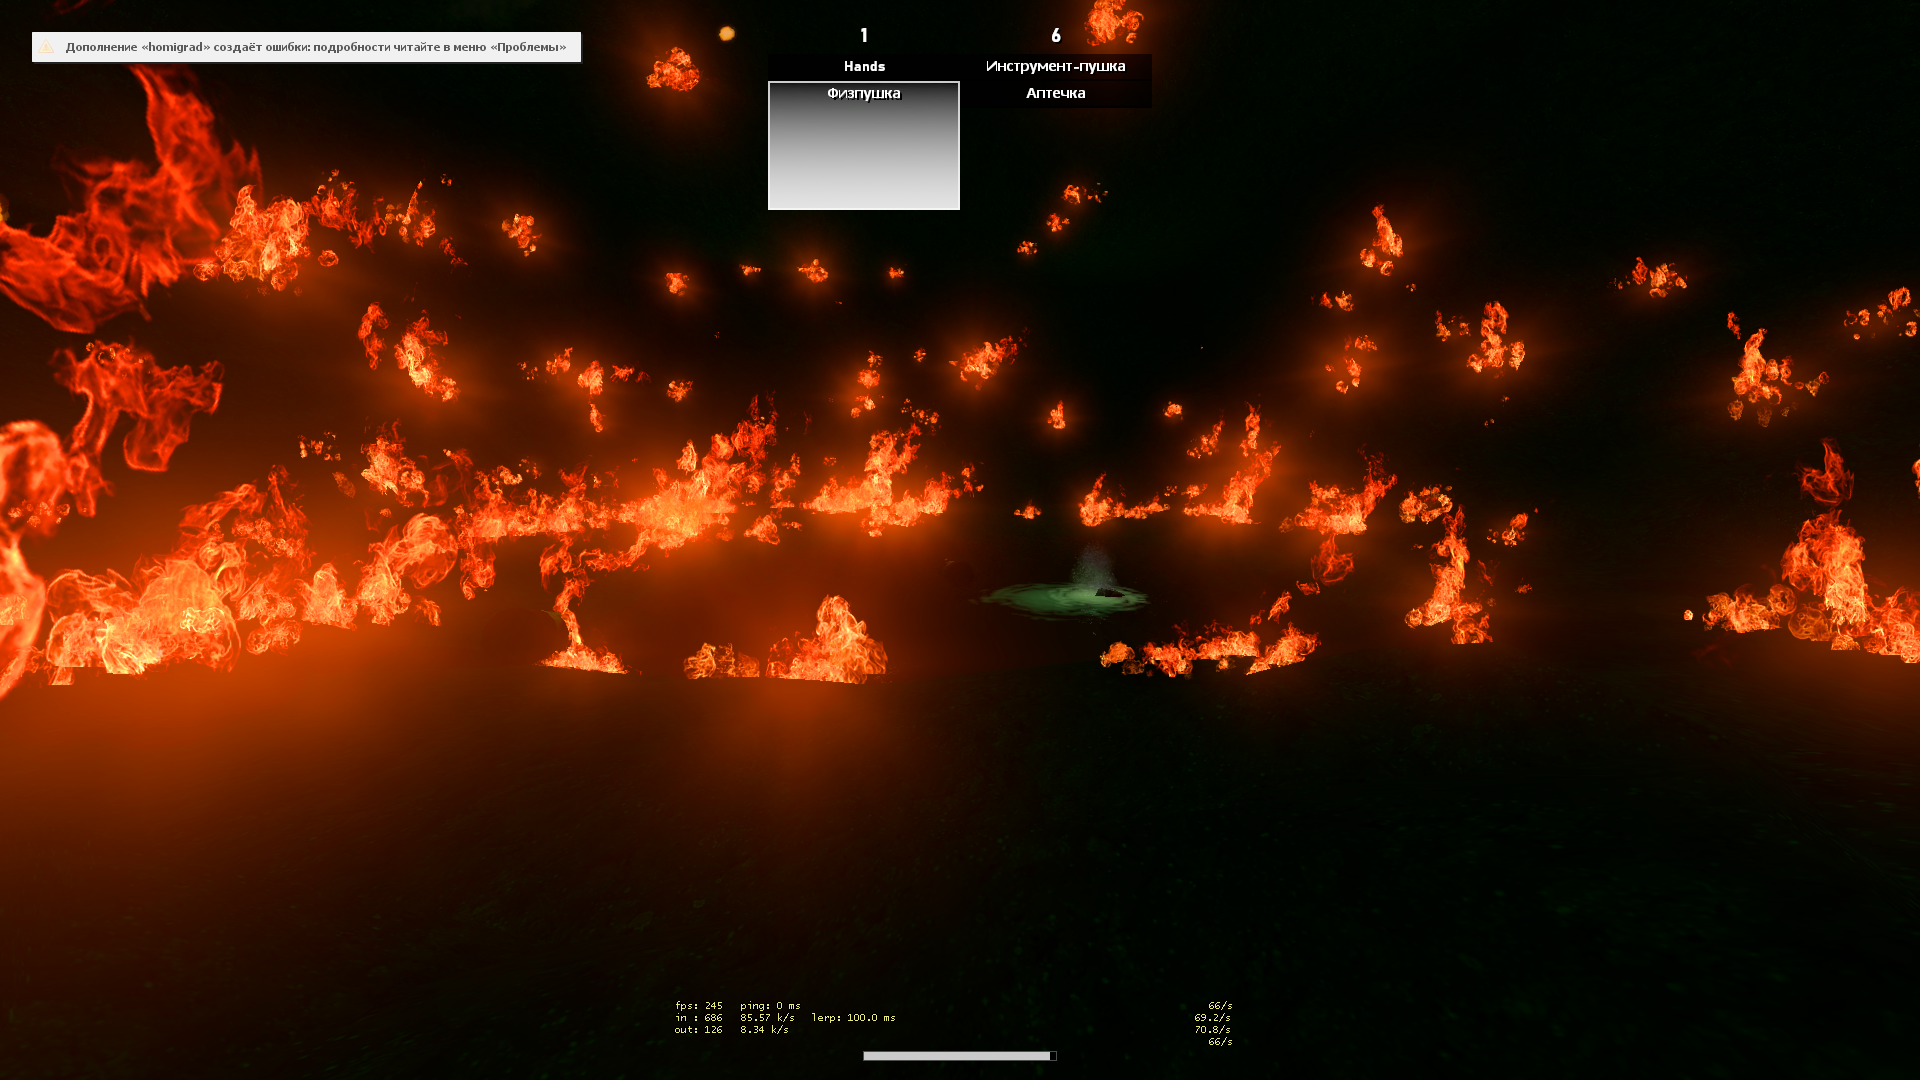 Дополнение «homigrad» создаёт ошибки: подробности читайте в меню «Проблемы»
1
6
Hands
Инструмент-пушка
Физпушка
Аптечка
fps: 245 ping: 0 ms
in : 686 85.57 k/s lerp: 100.0 ms
out: 126 8.34 k/s
66/s
69.2/s
70.8/s
66/s